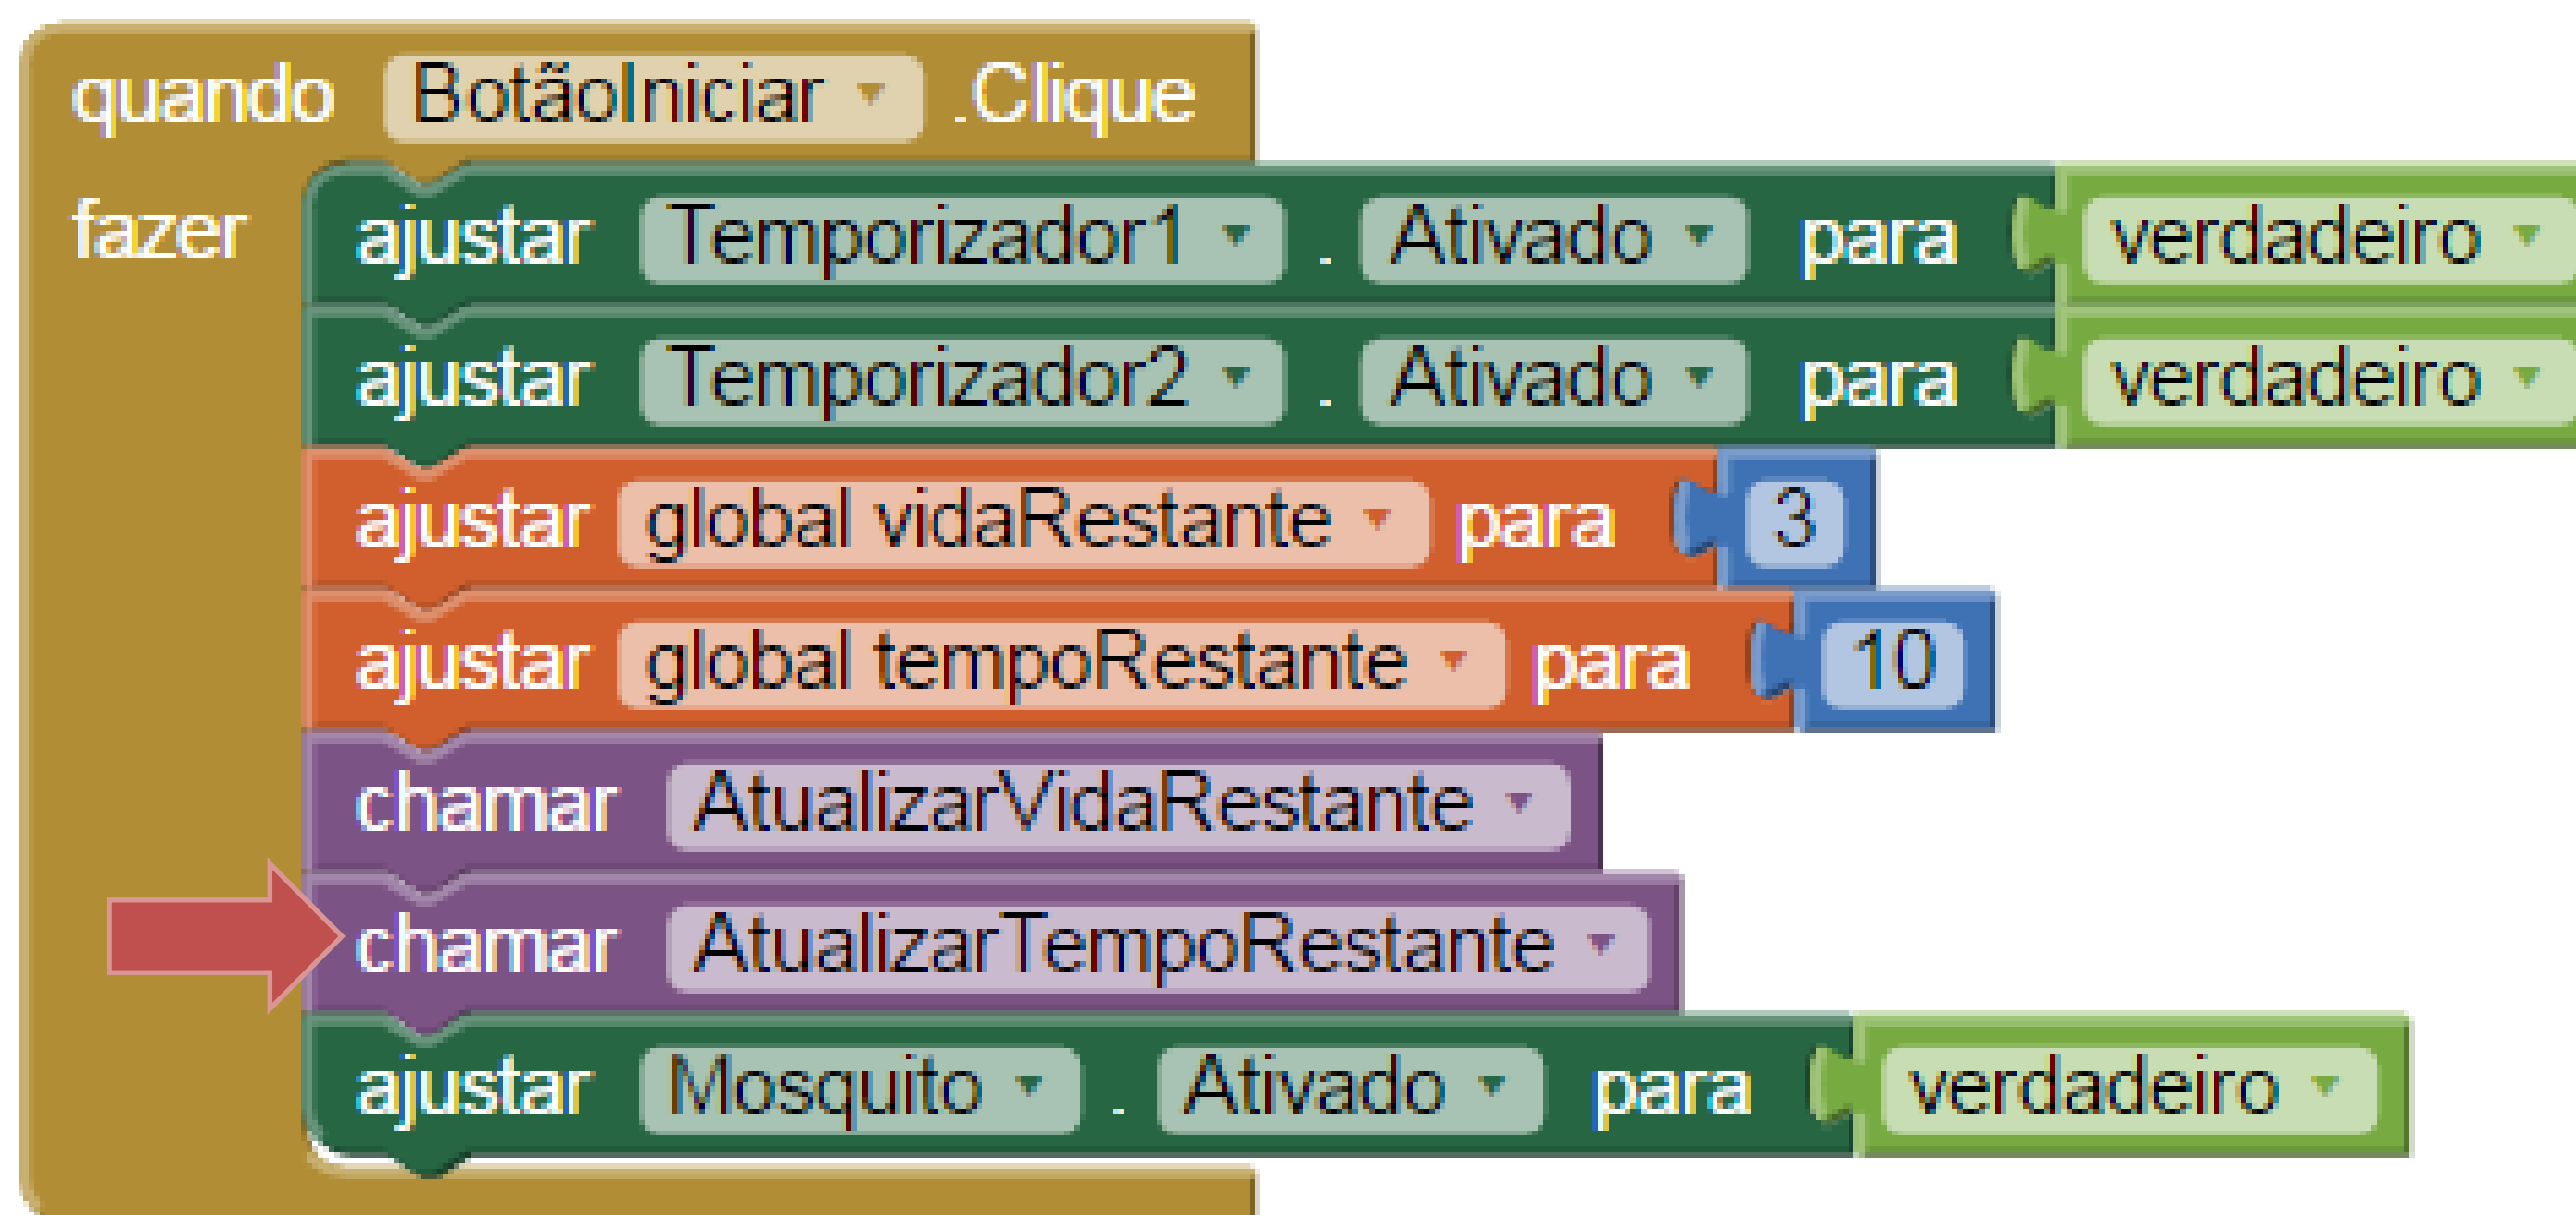 quando BotãoIniciar .Clique
fazer ajustar Temporizador1 . Ativado para verdadeiro
ajustar Temporizador2 . Ativado para verdadeiro
ajustar global vidaRestante para 3
ajustar global tempoRestante para 10
chamar AtualizarVidaRestante
chamar AtualizarTempoRestante
ajustar Mosquito . Ativado para verdadeiro